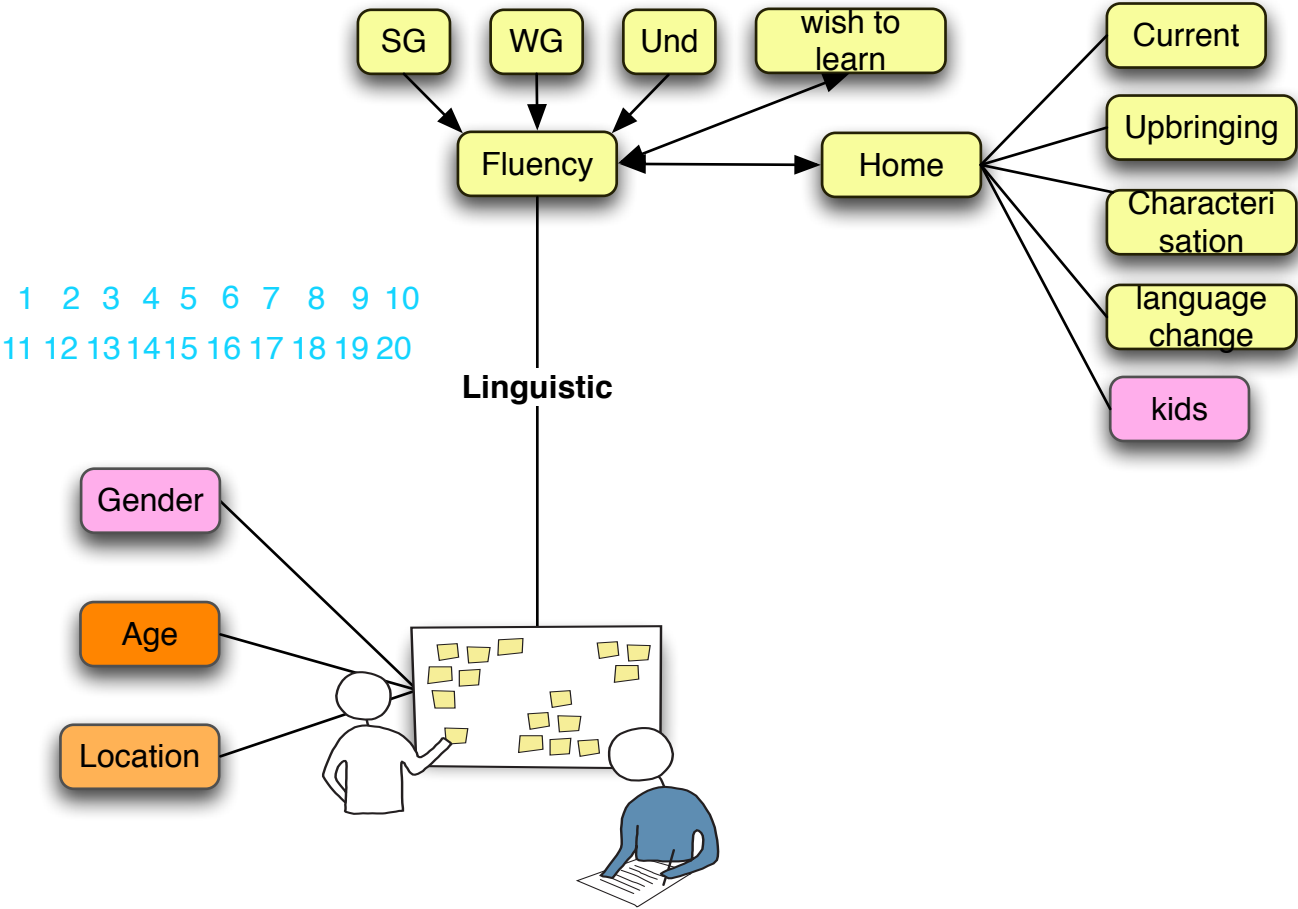 SG
WG
Und
wish to
learn
Current
Fluency
Home
Upbringing
Characteri
sation
language
change
kids
1 2 3 4 5 6 7 8 9 10
11 12 13 14 15 16 17 18 19 20
Linguistic
Gender
Age
Location